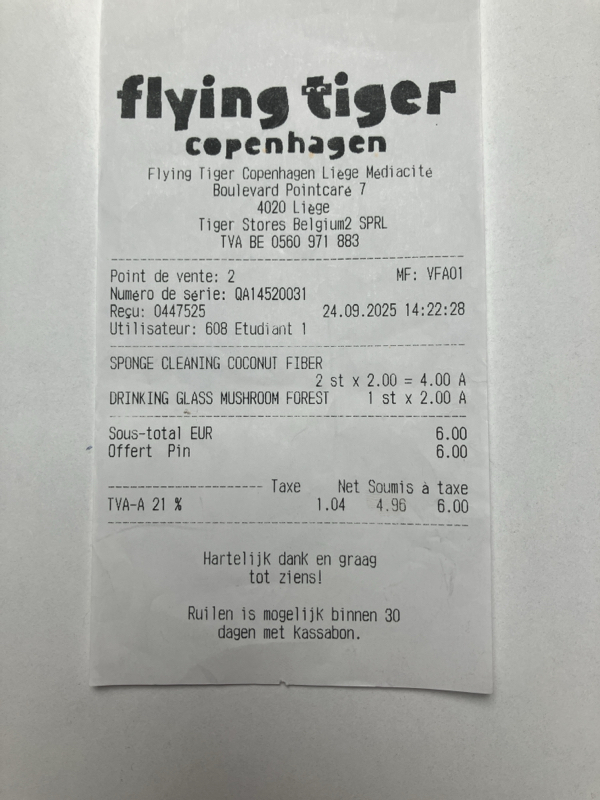 flying tiger
copenhagen
Flying Tiger Copenhagen Liège Médiacité
Boulevard Pointcaré 7
4020 Liège
Tiger Stores Belgium2 SPRL
TVA BE 0560 971 883
Point de vente: 2 MF: VFA01
Numéro de série: QA14520031
Reçu: 0447525 24.09.2025 14:22:28
Utilisateur: 608 Etudiant 1
SPONGE CLEANING COCONUT FIBER
2 st x 2.00 = 4.00 A
DRINKING GLASS MUSHROOM FOREST 1 st x 2.00 A
Sous-total EUR 6.00
Offert Pin 6.00
Taxe Net Soumis à taxe
TVA-A 21 % 1.04 4.96 6.00
Hartelijk dank en graag
tot ziens!
Ruilen is mogelijk binnen 30
dagen met kassabon.